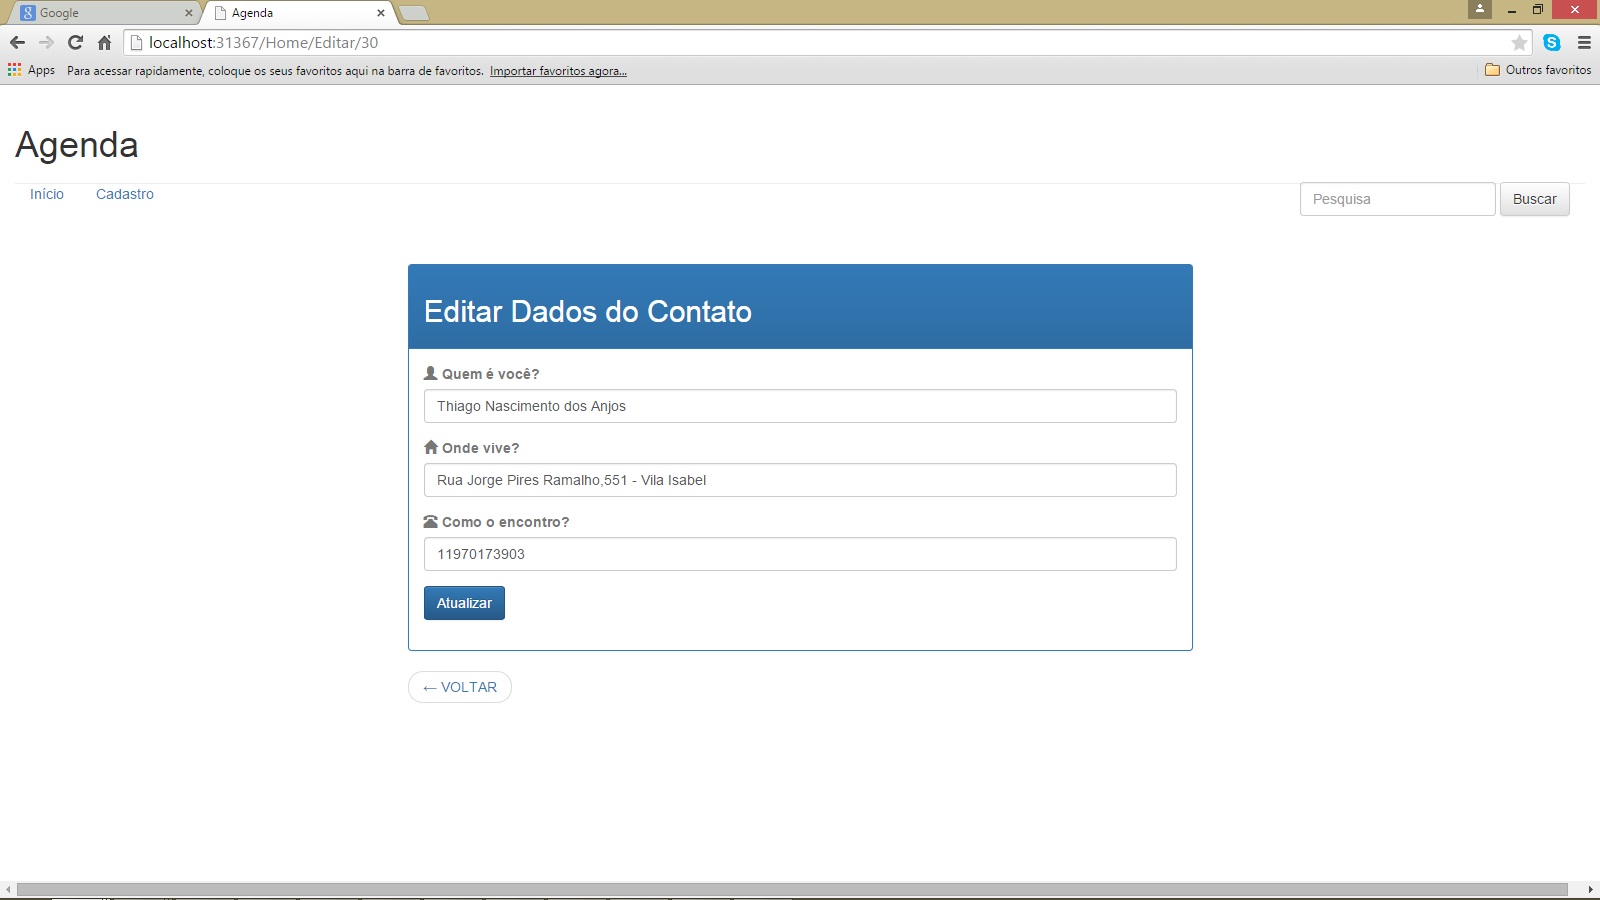 Google
Agenda
localhost:31367/Home/Editar/30
Apps Para acessar rapidamente, coloque os seus favoritos aqui na barra de favoritos. Importar favoritos agora... Outros favoritos
Agenda
Início Cadastro Pesquisa Buscar
Editar Dados do Contato
Quem é você?
Thiago Nascimento dos Anjos
Onde vive?
Rua Jorge Pires Ramalho,551 - Vila Isabel
Como o encontro?
11970173903
Atualizar
← VOLTAR